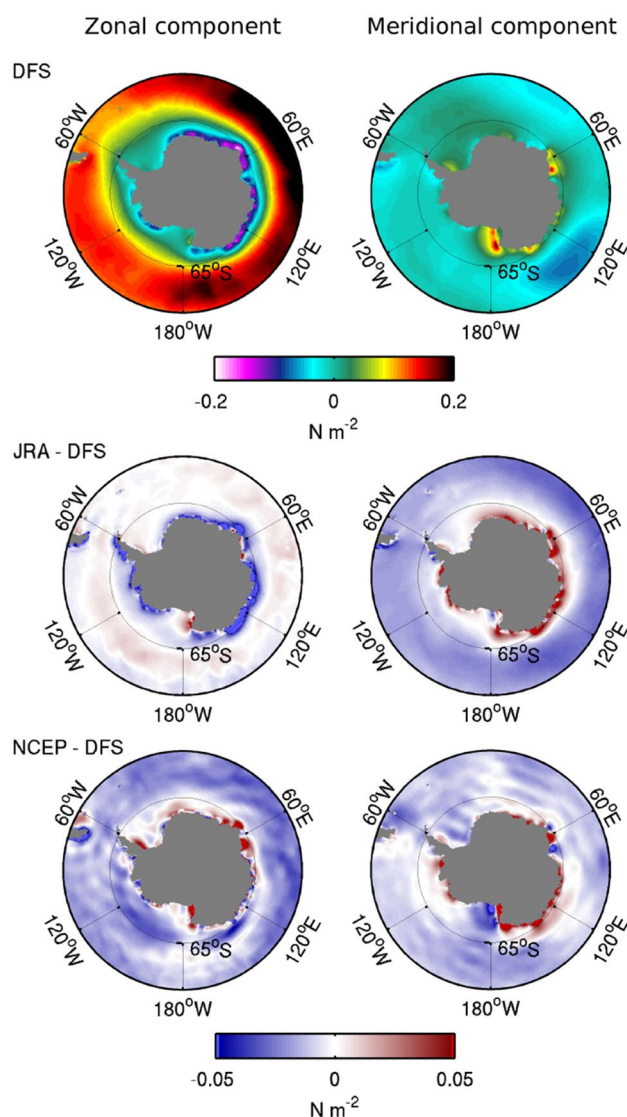 Zonal component Meridional component
DFS
60°W 60°E 60°W 60°E
120°W 120°E 120°W 120°E
65°S 65°S
180°W 180°W
-0.2 0 0.2
N m-2
JRA - DFS
60°W 60°E 60°W 60°E
120°W 120°E 120°W 120°E
65°S 65°S
180°W 180°W
NCEP - DFS
60°W 60°E 60°W 60°E
120°W 120°E 120°W 120°E
65°S 65°S
180°W 180°W
-0.05 0 0.05
N m-2